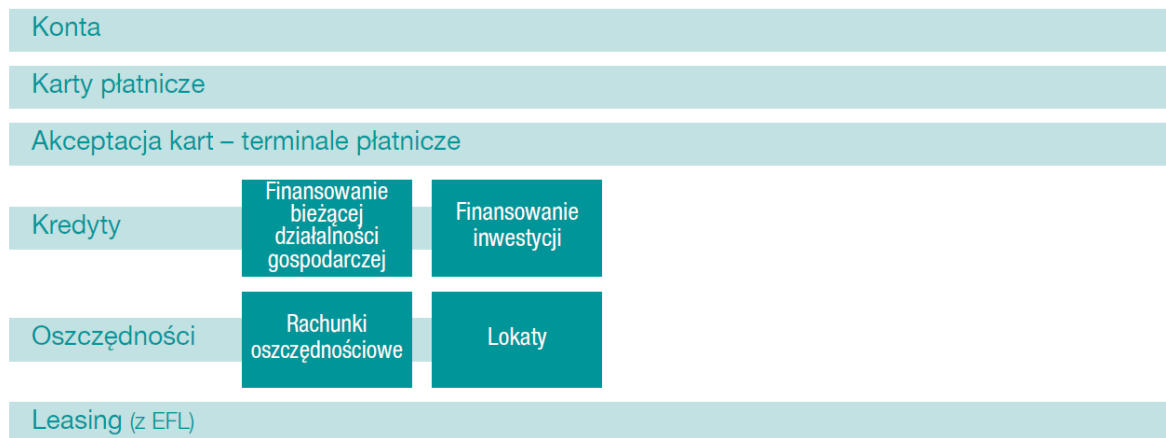 Konta
Karty płatnicze
Akceptacja kart – terminale płatnicze
Kredyty
Finansowanie
bieżącej
działalności
gospodarczej
Finansowanie
inwestycji
Oszczędności
Rachunki
oszczędnościowe
Lokaty
Leasing (z EFL)